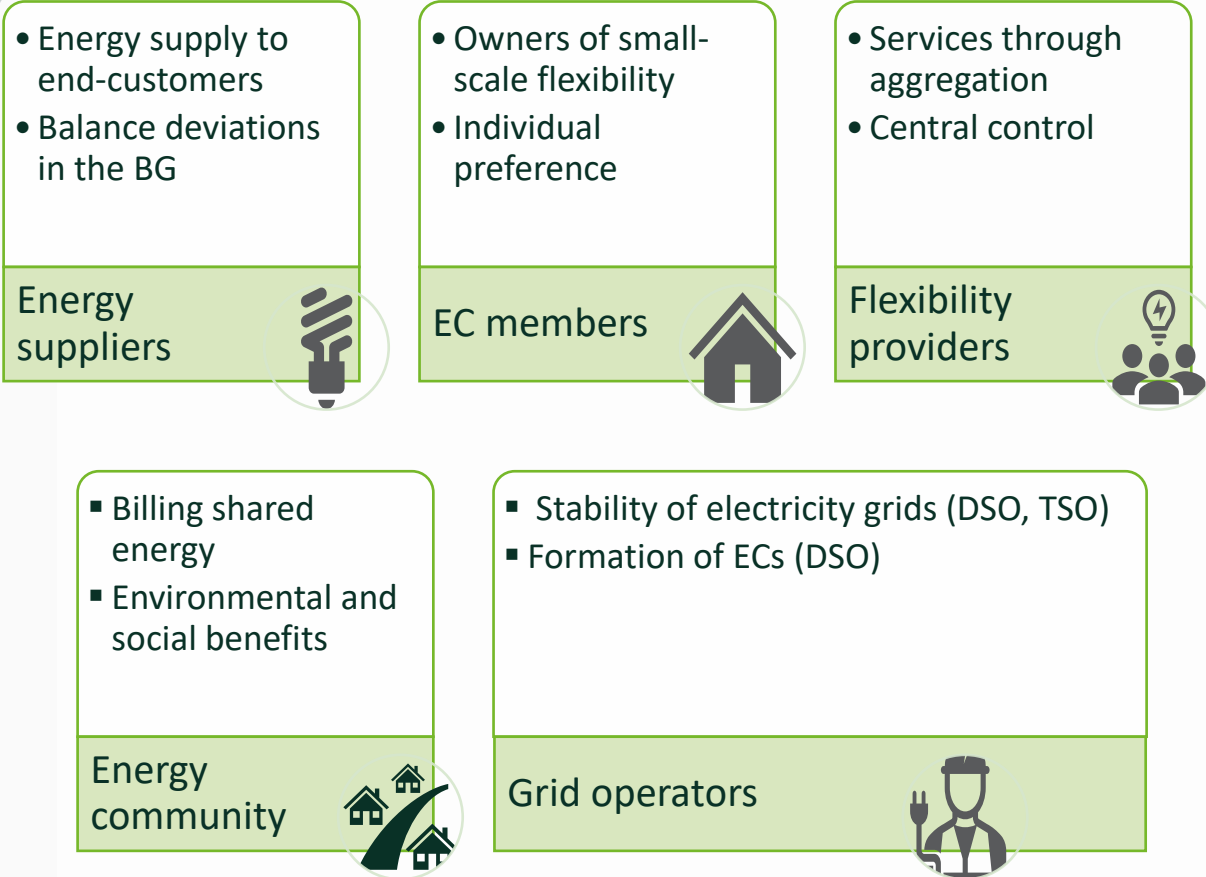 • Energy supply to
end-customers
• Balance deviations
in the BG
Energy
suppliers
• Owners of small-
scale flexibility
• Individual
preference
EC members
• Services through
aggregation
• Central control
Flexibility
providers
▪ Billing shared
energy
▪ Environmental and
social benefits
Energy
community
▪ Stability of electricity grids (DSO, TSO)
▪ Formation of ECs (DSO)
Grid operators